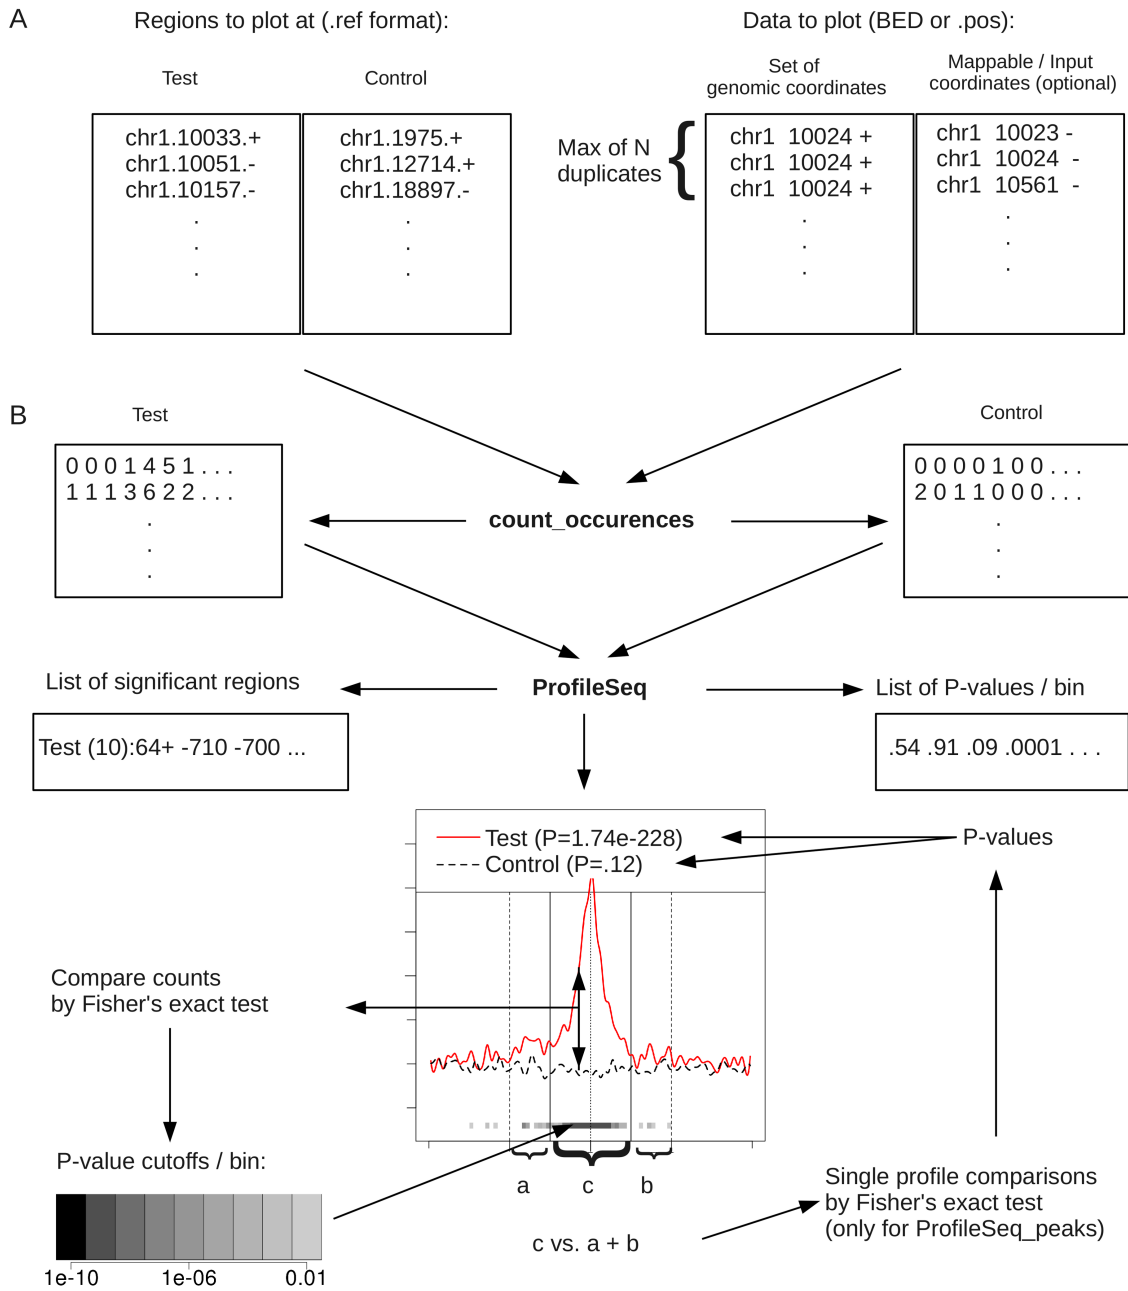 A
Regions to plot at (.ref format):
Data to plot (BED or .pos):
Test
Control
Set of
genomic coordinates
Mappable / Input
coordinates (optional)
chr1.10033.+
chr1.10051.-
chr1.10157.-
.
.
.
chr1.1975.+
chr1.12714.+
chr1.18897.-
.
.
.
Max of N
duplicates
{
chr1 10024 +
chr1 10024 +
chr1 10024 +
.
.
.
chr1 10023 -
chr1 10024 -
chr1 10561 -
.
.
.
B
Test
Control
0 0 0 1 4 5 1 . . .
1 1 1 3 6 2 2 . . .
.
.
.
count_occurences
0 0 0 0 1 0 0 . . .
2 0 1 1 0 0 0 . . .
.
.
.
List of significant regions
ProfileSeq
List of P-values / bin
Test (10):64+ -710 -700 ...
.54 .91 .09 .0001 . . .
Test (P=1.74e-228)
Control (P=.12)
P-values
Compare counts
by Fisher's exact test
P-value cutoffs / bin:
1e-10
1e-06
0.01
a
c
b
c vs. a + b
Single profile comparisons
by Fisher's exact test
(only for ProfileSeq_peaks)